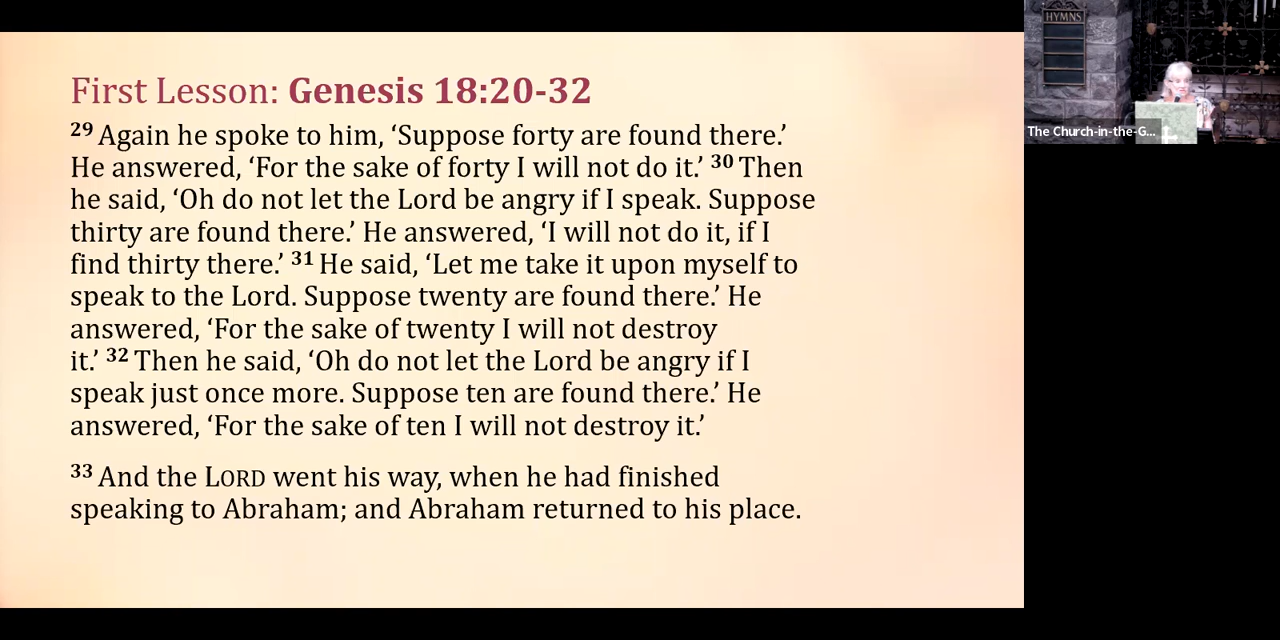 First Lesson: Genesis 18:20-32
29 Again he spoke to him, ‘Suppose forty are found there.’
He answered, ‘For the sake of forty I will not do it.’ 30 Then
he said, ‘Oh do not let the Lord be angry if I speak. Suppose
thirty are found there.’ He answered, ‘I will not do it, if I
find thirty there.’ 31 He said, ‘Let me take it upon myself to
speak to the Lord. Suppose twenty are found there.’ He
answered, ‘For the sake of twenty I will not destroy
it.’ 32 Then he said, ‘Oh do not let the Lord be angry if I
speak just once more. Suppose ten are found there.’ He
answered, ‘For the sake of ten I will not destroy it.’
33 And the LORD went his way, when he had finished
speaking to Abraham; and Abraham returned to his place.
HYMNS
The Church-in-the-G...